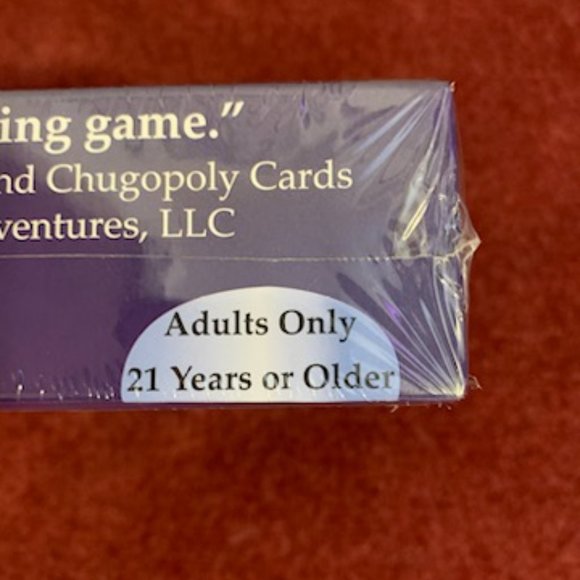 ing game.”
nd Chugopoly Cards
ventures, LLC
Adults Only
21 Years or Older